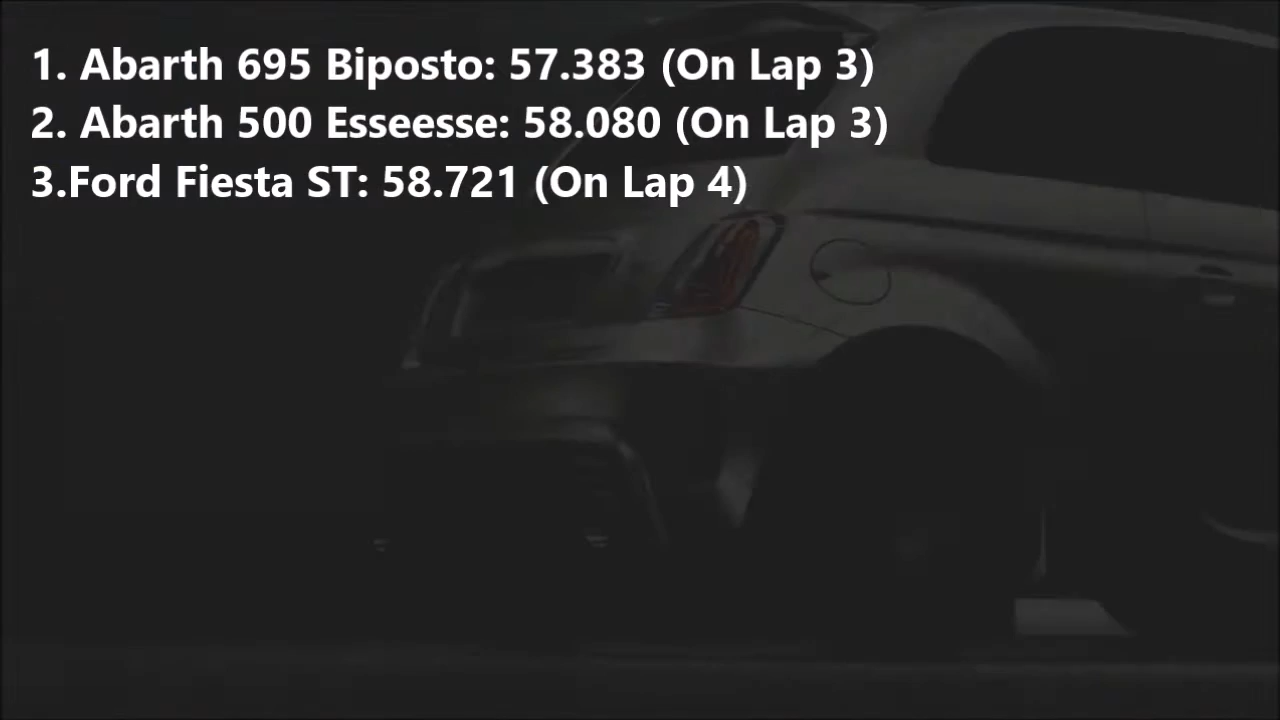 1. Abarth 695 Biposto: 57.383 (On Lap 3)
2. Abarth 500 Esseesse: 58.080 (On Lap 3)
3.Ford Fiesta ST: 58.721 (On Lap 4)